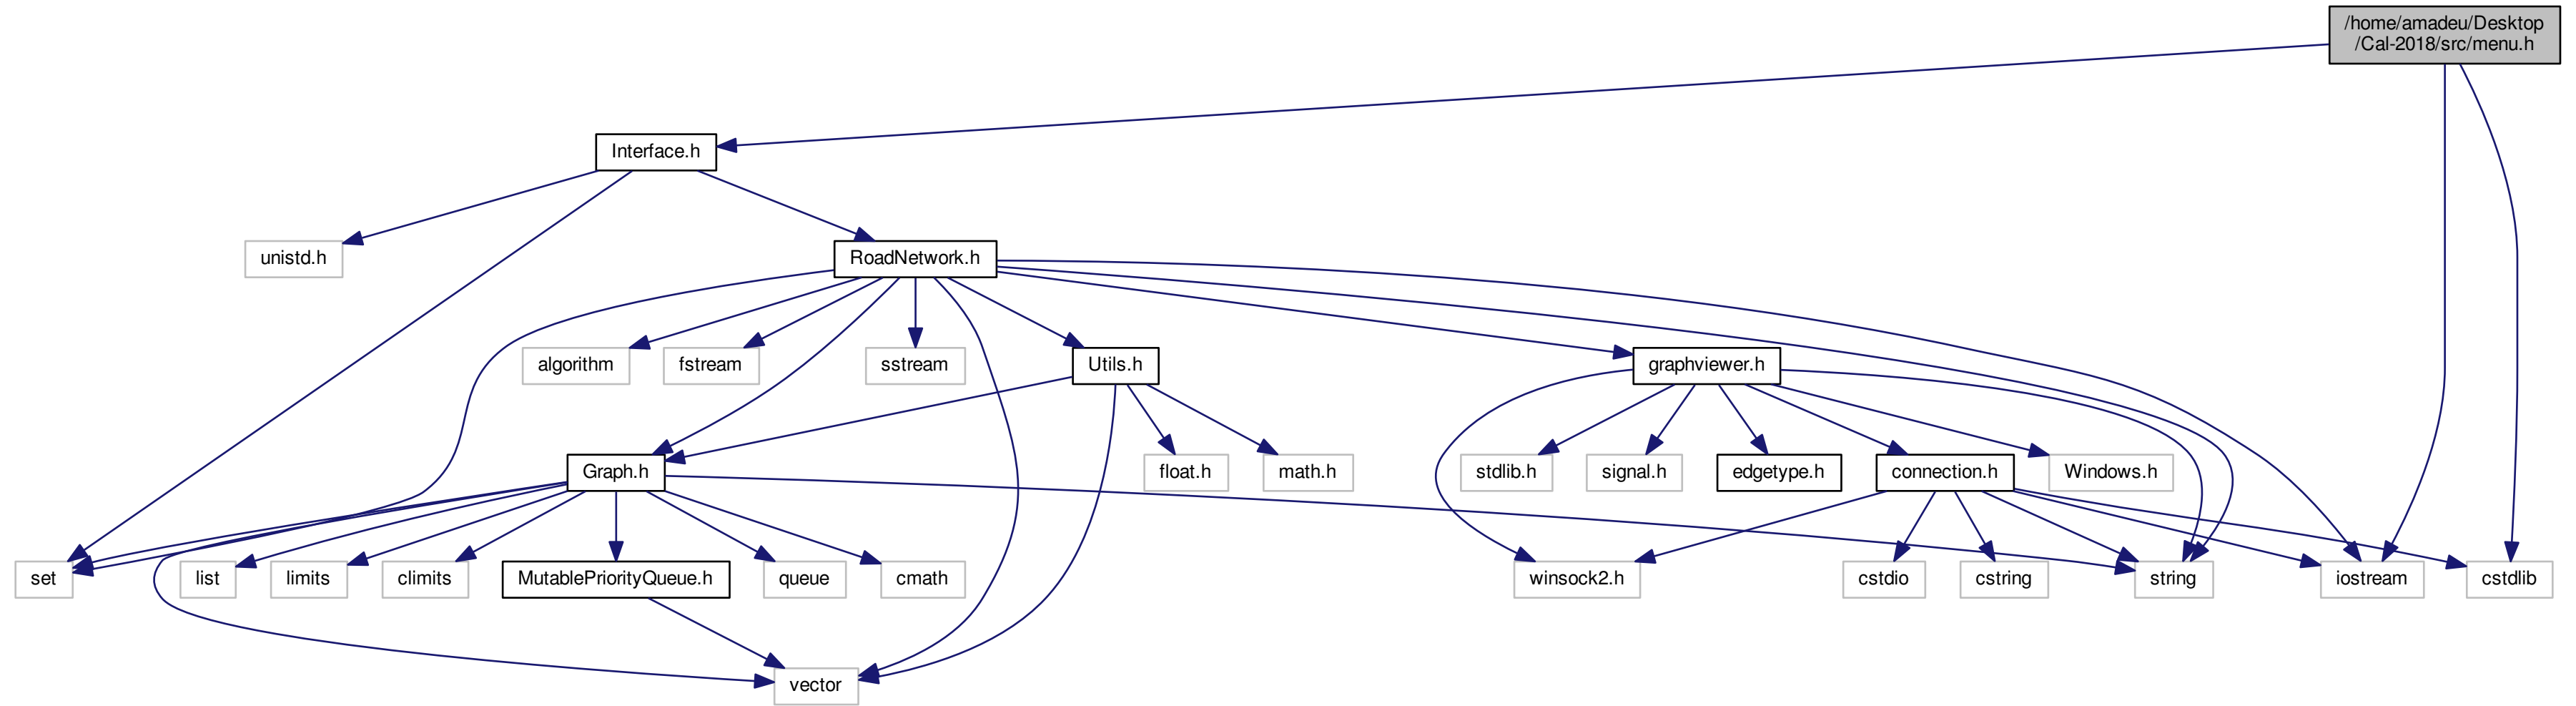 /home/amadeu/Desktop
/Cal-2018/src/menu.h
Interface.h
unistd.h
RoadNetwork.h
algorithm
fstream
sstream
Utils.h
graphviewer.h
Graph.h
float.h
math.h
stdlib.h
signal.h
edgetype.h
connection.h
Windows.h
set
list
limits
climits
MutablePriorityQueue.h
queue
cmath
winsock2.h
cstdio
cstring
string
iostream
cstdlib
vector